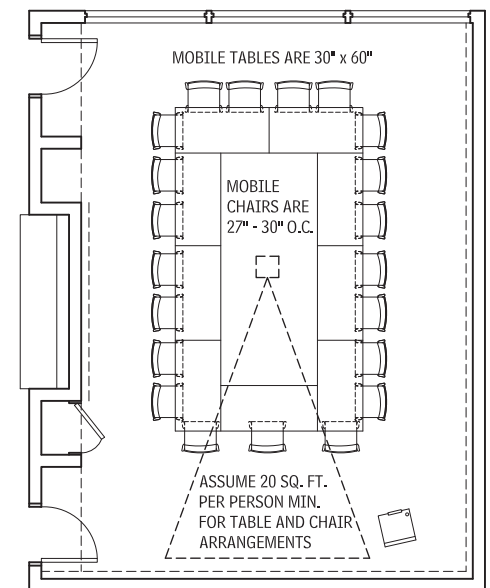 MOBILE TABLES ARE 30" x 60"
MOBILE
CHAIRS ARE
27" - 30" O.C.
ASSUME 20 SQ. FT.
PER PERSON MIN.
FOR TABLE AND CHAIR
ARRANGEMENTS